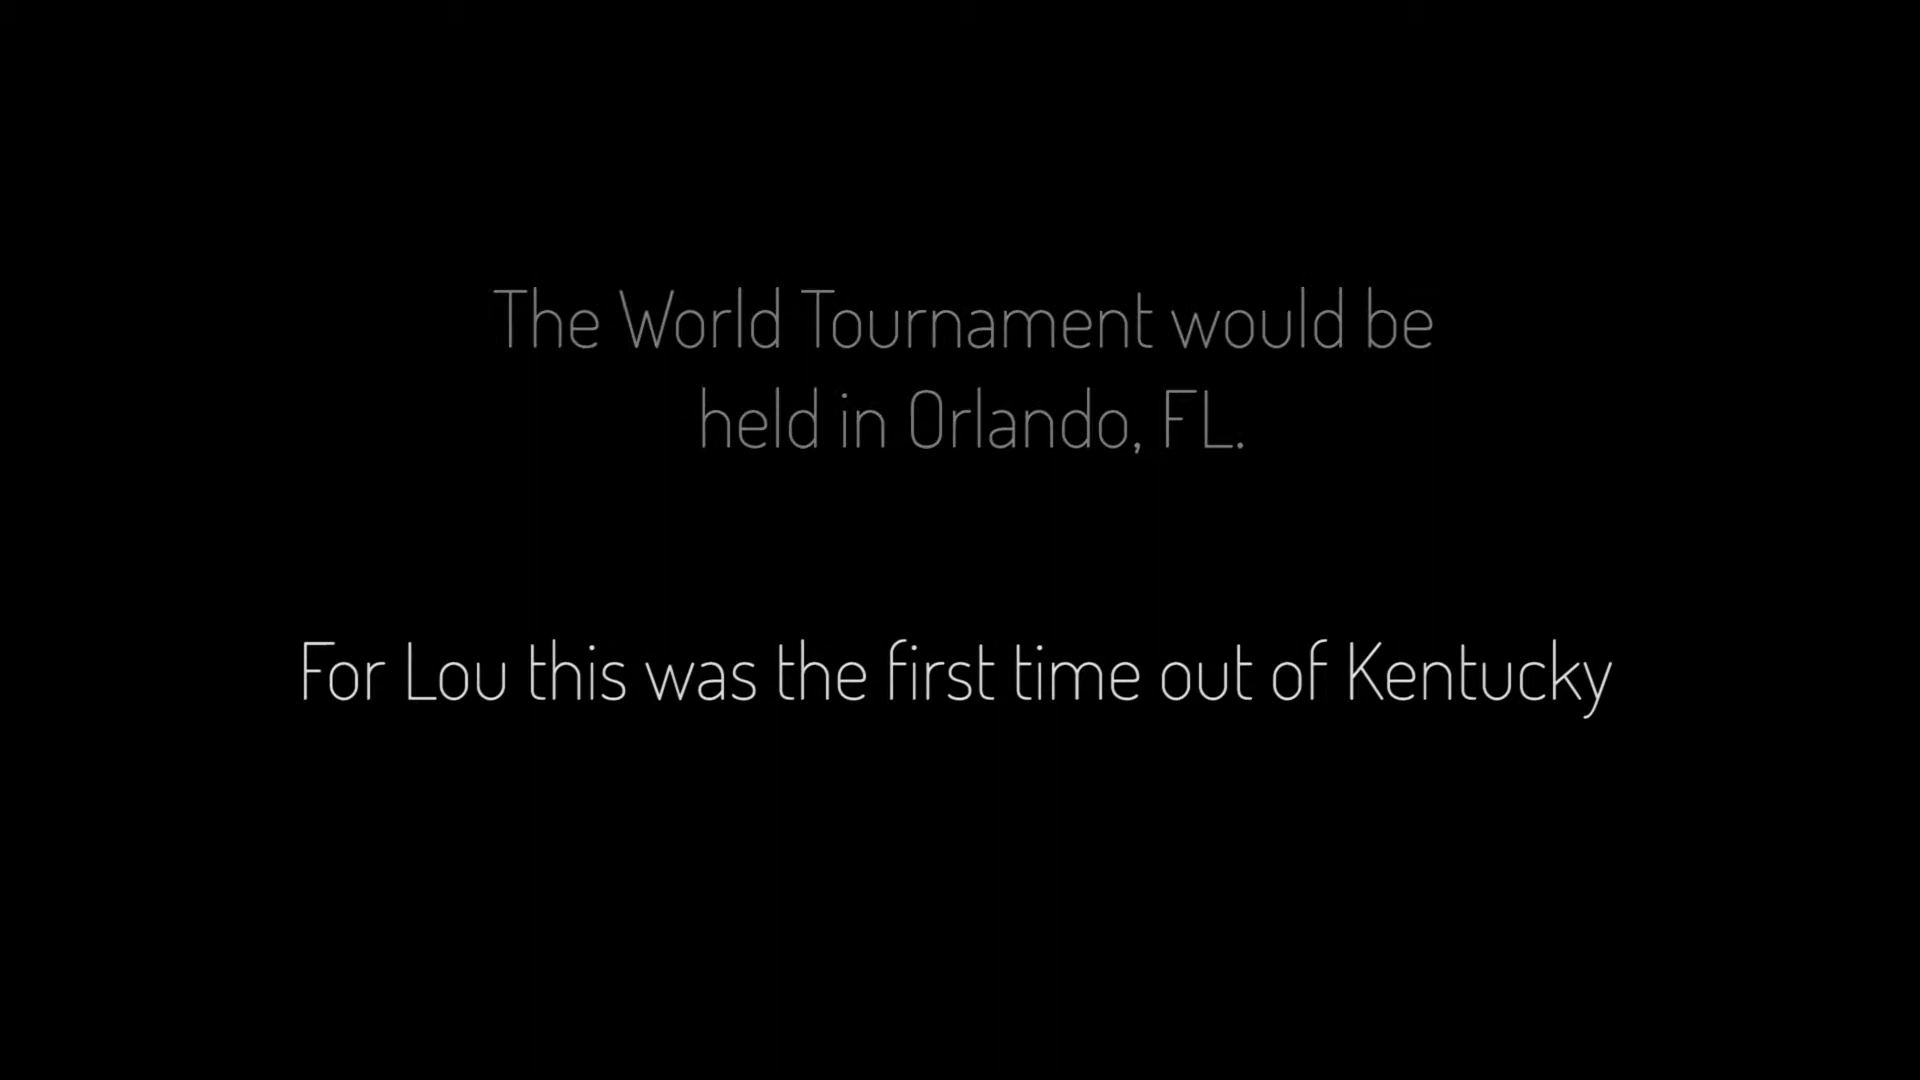 The World Tournament would be
held in Orlando, FL.
For Lou this was the first time out of Kentucky